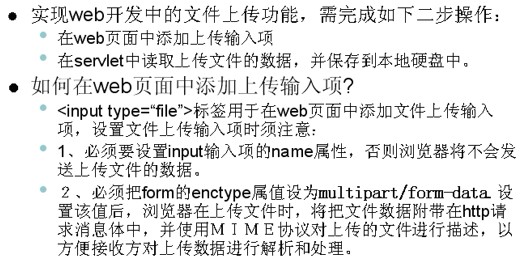 实现web开发中的文件上传功能，需完成如下二步操作：
在web页面中添加上传输入项
在servlet中读取上传文件的数据，并保存到本地硬盘中。
如何在web页面中添加上传输入项?
<input type=“file”>标签用于在web页面中添加文件上传输入
项，设置文件上传输入项时须注意：
1、必须要设置input输入项的name属性，否则浏览器将不会发
送上传文件的数据。
２、必须把form的enctype属值设为multipart/form-data.设
置该值后，浏览器在上传文件时，将把文件数据附带在http请
求消息体中，并使用ＭＩＭＥ协议对上传的文件进行描述，以
方便接收方对上传数据进行解析和处理。